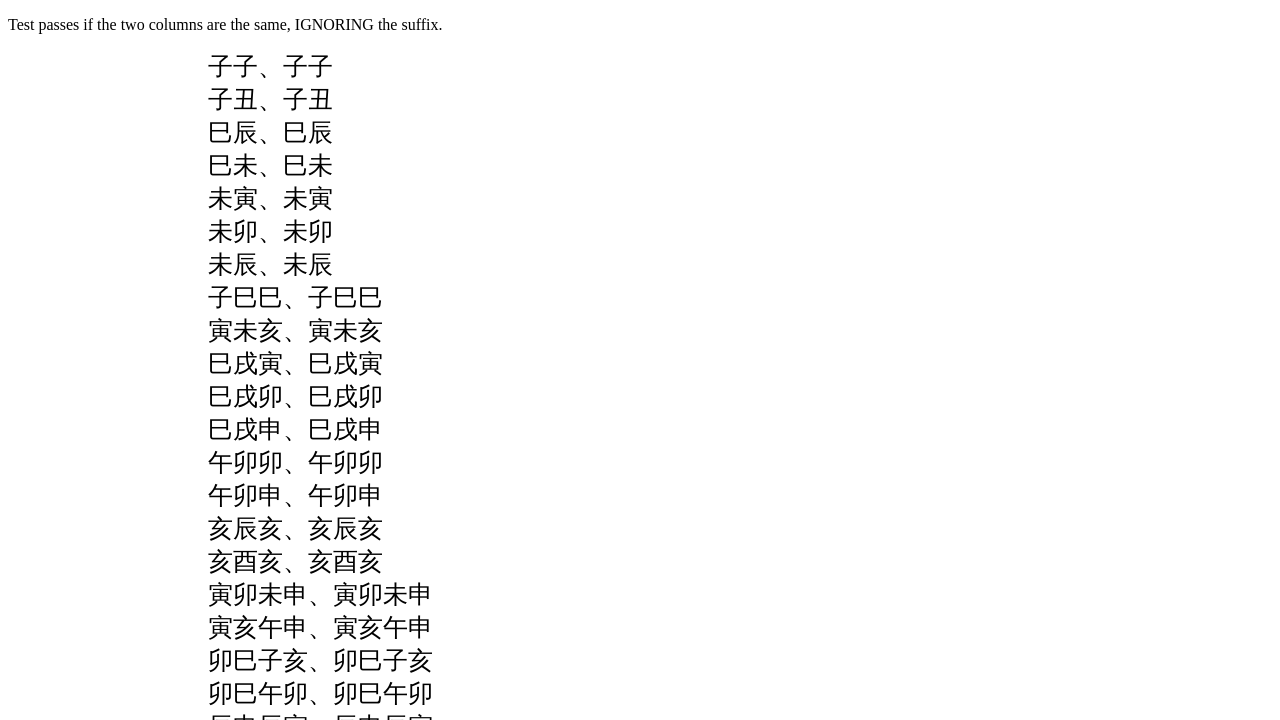 Test passes if the two columns are the same, IGNORING the suffix.
子子、子子
子丑、子丑
巳辰、巳辰
巳未、巳未
未寅、未寅
未卯、未卯
未辰、未辰
子巳巳、子巳巳
寅未亥、寅未亥
巳戌寅、巳戌寅
巳戌卯、巳戌卯
巳戌申、巳戌申
午卯卯、午卯卯
午卯申、午卯申
亥辰亥、亥辰亥
亥酉亥、亥酉亥
寅卯未申、寅卯未申
寅亥午申、寅亥午申
卯巳子亥、卯巳子亥
卯巳午卯、卯巳午卯